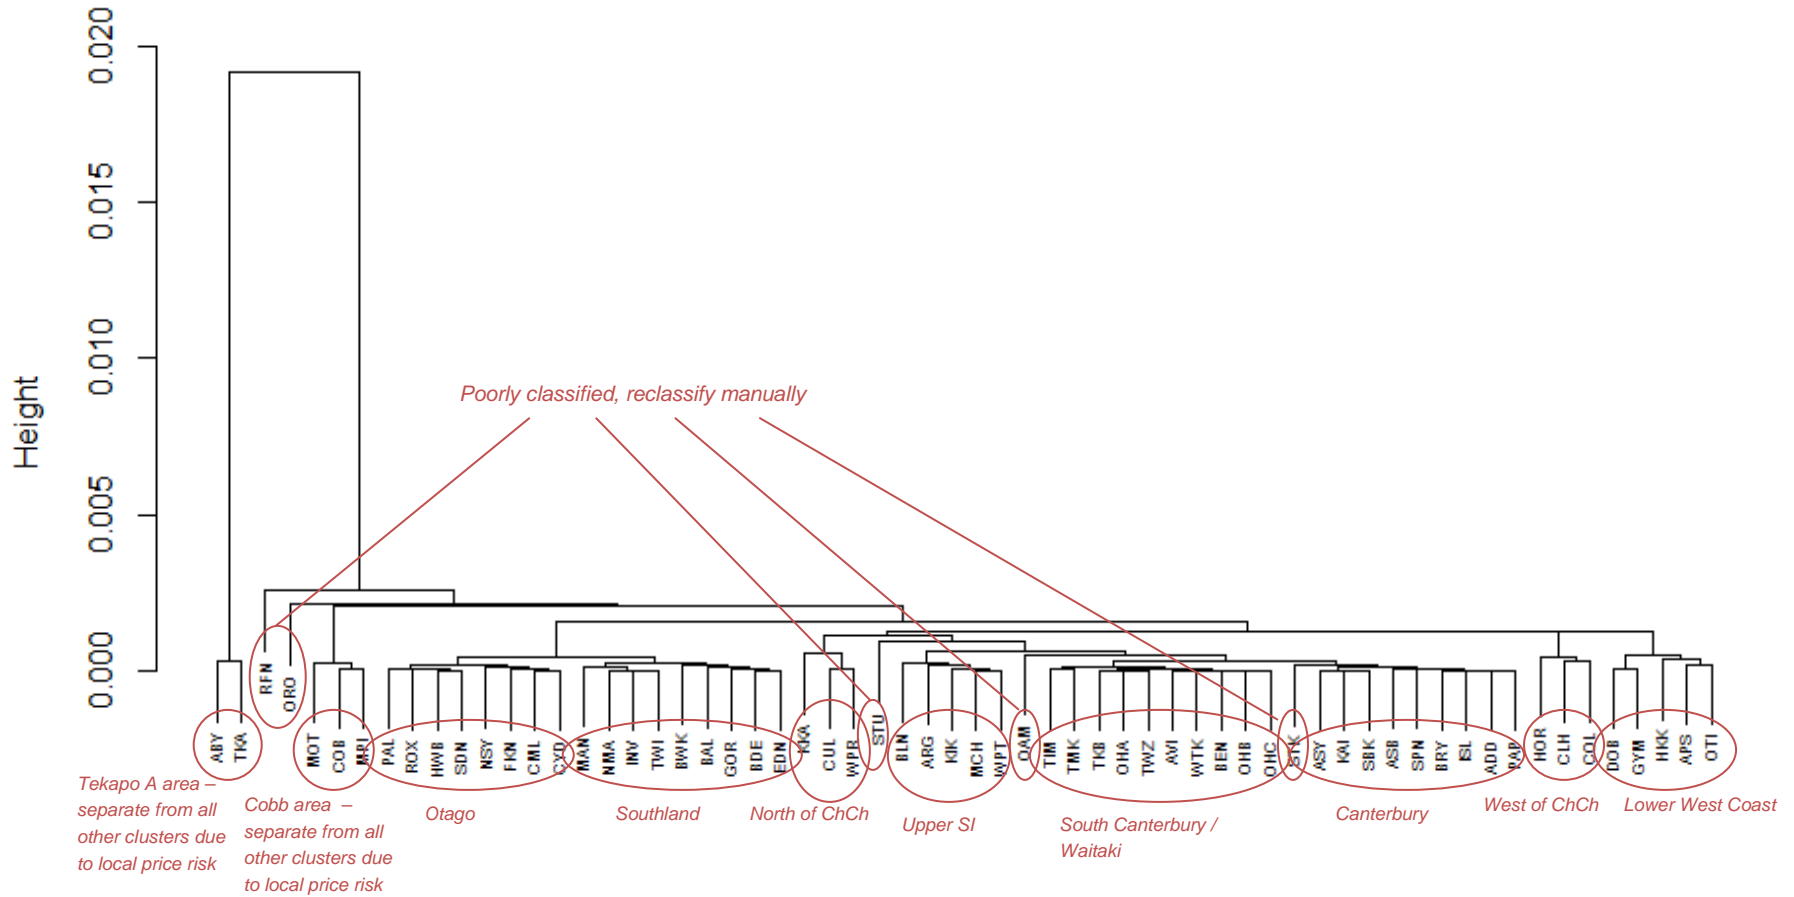 0.020
0.015
0.010
0.005
0.000
Height
Poorly classified, reclassify manually
ABY
TKA
RFN
ORO
MOT
COB
MRI
PAL
ROX
HWB
SDN
NSY
FKN
CML
CYD
MAN
NMA
INV
TWI
BWK
BAL
GOR
BDE
EDN
KKA
CUL
WPR
STU
BLN
ARG
KIK
MCH
WPT
OAM
TIM
TMK
TKB
OHA
TWZ
AVI
WTK
BEN
OHB
OHC
STK
ASY
KAI
SBK
ASB
SPN
BRY
ISL
ADD
PAP
HOR
CLH
COL
DOB
GYM
HKK
APS
OTI
Tekapo A area –
separate from all
other clusters due
to local price risk
Cobb area –
separate from all
other clusters due
to local price risk
Otago
Southland
North of ChCh
Upper SI
South Canterbury /
Waitaki
Canterbury
West of ChCh
Lower West Coast